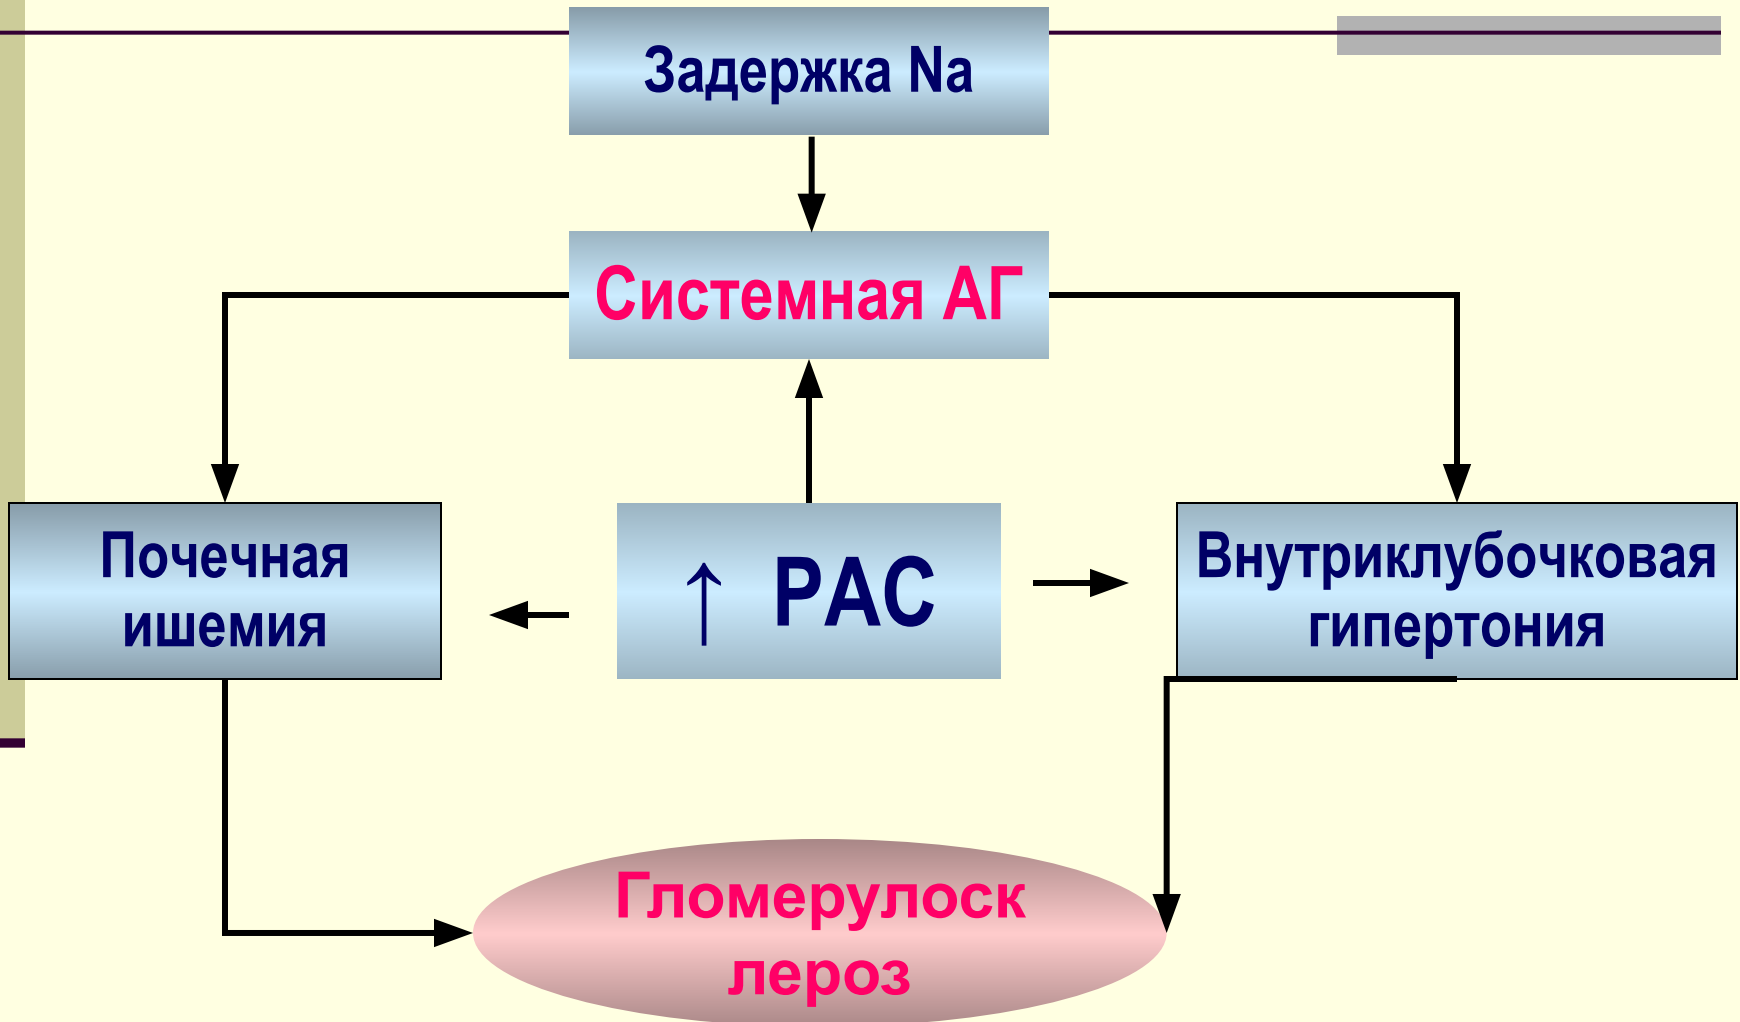 Задержка Na
Системная АГ
Почечная
ишемия
↑ РАС
Внутриклубочковая
гипертония
Гломерулоск
лероз